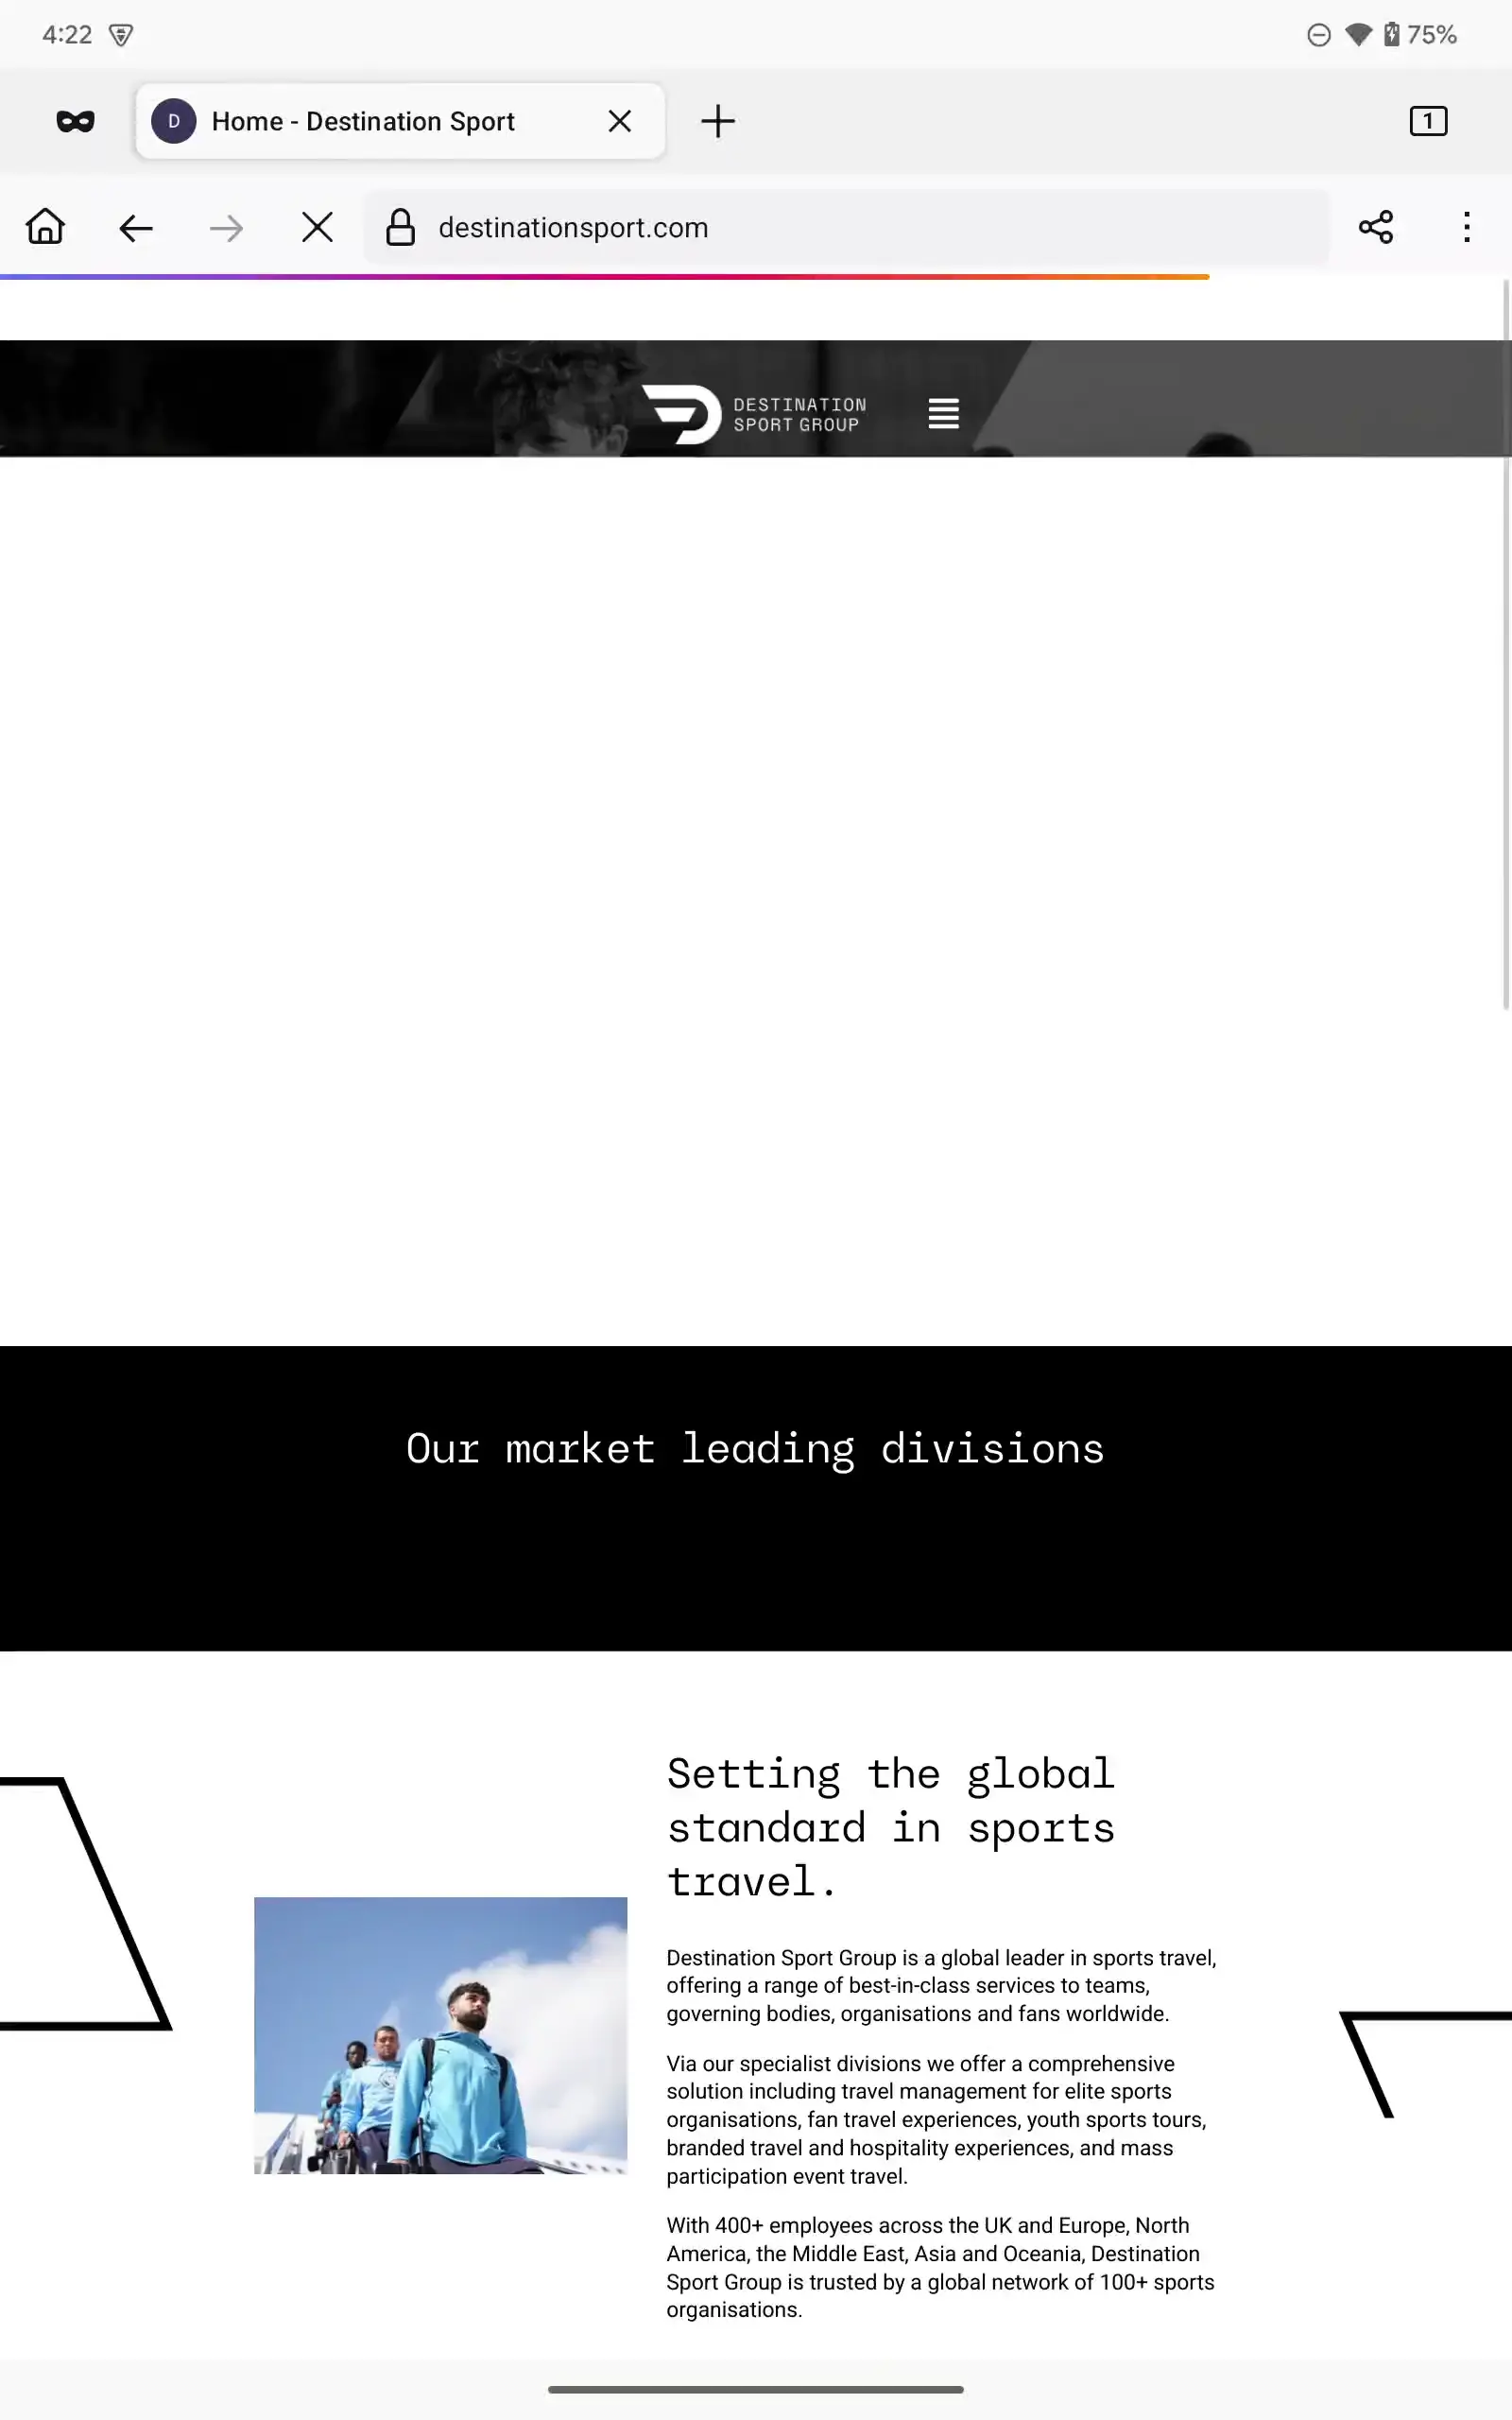 4:22
75%
D
Home - Destination Sport
1
destinationsport.com
DESTINATION
SPORT GROUP
Our market leading divisions
Setting the global
standard in sports
travel.
Destination Sport Group is a global leader in sports travel,
offering a range of best-in-class services to teams,
governing bodies, organisations and fans worldwide.
Via our specialist divisions we offer a comprehensive
solution including travel management for elite sports
organisations, fan travel experiences, youth sports tours,
branded travel and hospitality experiences, and mass
participation event travel.
With 400+ employees across the UK and Europe, North
America, the Middle East, Asia and Oceania, Destination
Sport Group is trusted by a global network of 100+ sports
organisations.